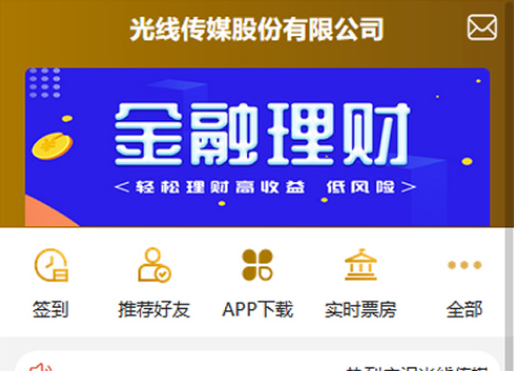 光线传媒股份有限公司
金融理财
<轻松理财高收益 低风险>
签到
推荐好友
APP下载
实时票房
全部